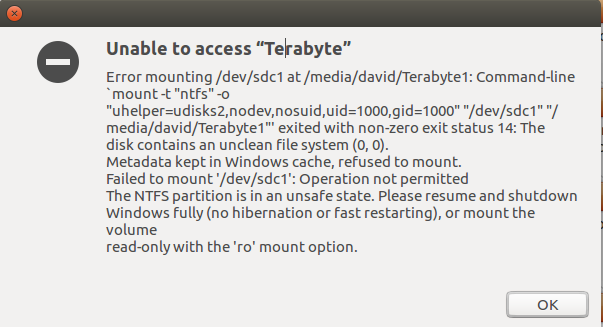 Unable to access “Terabyte”
Error mounting /dev/sdc1 at /media/david/Terabyte1: Command-line
`mount -t "ntfs" -o
"uhelper=udisks2,nodev,nosuid,uid=1000,gid=1000" "/dev/sdc1" "/
media/david/Terabyte1"' exited with non-zero exit status 14: The
disk contains an unclean file system (0, 0).
Metadata kept in Windows cache, refused to mount.
Failed to mount '/dev/sdc1': Operation not permitted
The NTFS partition is in an unsafe state. Please resume and shutdown
Windows fully (no hibernation or fast restarting), or mount the
volume
read-only with the 'ro' mount option.
OK